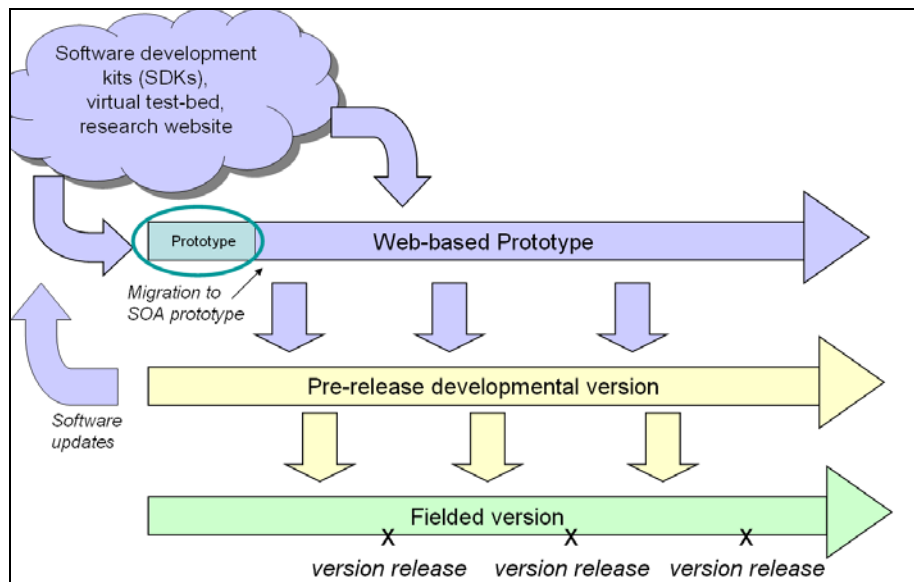 Software development
kits (SDKs),
virtual test-bed,
research website
Prototype
Web-based Prototype
Migration to
SOA prototype
Pre-release developmental version
Software
updates
Fielded version
X
X
X
version release
version release
version release